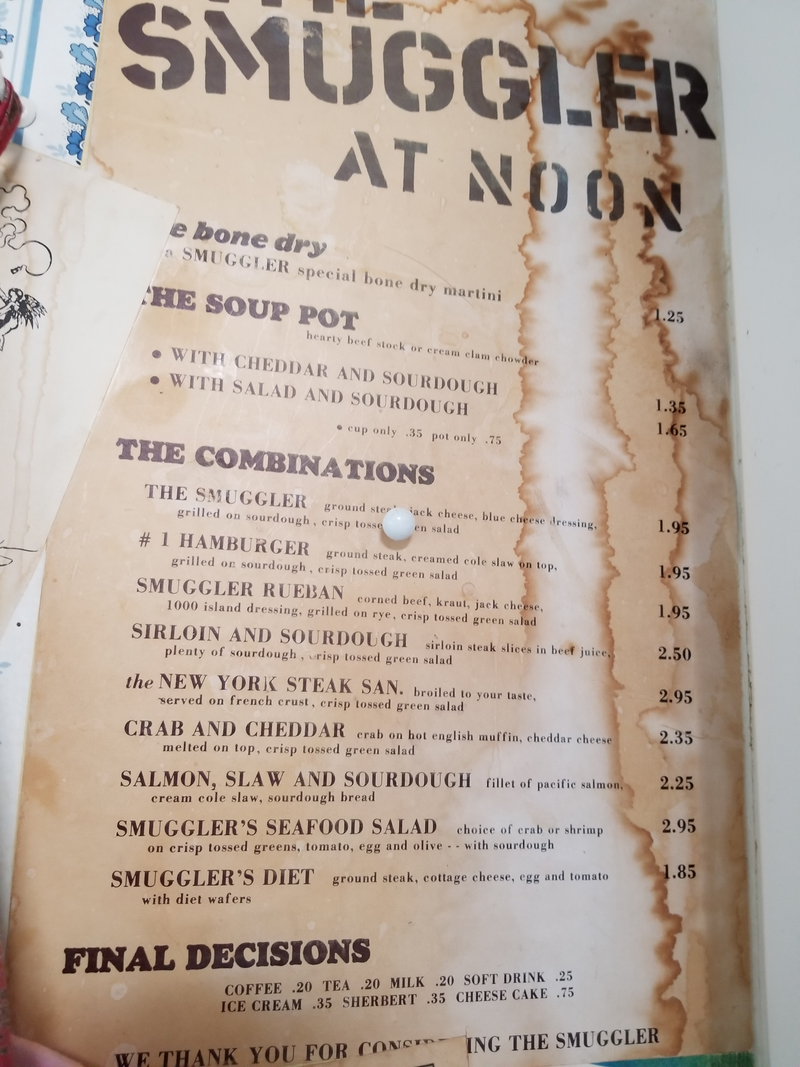 SMUGGLER
AT NOON
e bone dry
a SMUGGLER special bone dry martini
1.25
THE SOUP POT
hearty beef stock or cream clam chowder
• WITH CHEDDAR AND SOURDOUGH 1.35
• WITH SALAD AND SOURDOUGH 1.65
• cup only .35 pot only .75
THE COMBINATIONS
THE SMUGGLER ground steak, jack cheese, blue cheese dressing,
grilled on sourdough, crisp tossed green salad 1.95
# 1 HAMBURGER ground steak, creamed cole slaw on top,
grilled on sourdough, crisp tossed green salad 1.95
SMUGGLER RUEBAN corned beef, kraut, jack cheese,
1000 island dressing, grilled on rye, crisp tossed green salad 1.95
SIRLOIN AND SOURDOUGH sirloin steak slices in beef juice, 2.50
plenty of sourdough, crisp tossed green salad
the NEW YORK STEAK SAN. broiled to your taste, 2.95
served on french crust, crisp tossed green salad
CRAB AND CHEDDAR crab on hot english muffin, cheddar cheese 2.35
melted on top, crisp tossed green salad
SALMON, SLAW AND SOURDOUGH fillet of pacific salmon, 2.25
cream cole slaw, sourdough bread
SMUGGLER'S SEAFOOD SALAD choice of crab or shrimp 2.95
on crisp tossed greens, tomato, egg and olive - - with sourdough
SMUGGLER'S DIET ground steak, cottage cheese, egg and tomato 1.85
with diet wafers
FINAL DECISIONS
COFFEE .20 TEA .20 MILK .20 SOFT DRINK .25
ICE CREAM .35 SHERBERT .35 CHEESE CAKE .75
WE THANK YOU FOR CONSIDERING THE SMUGGLER